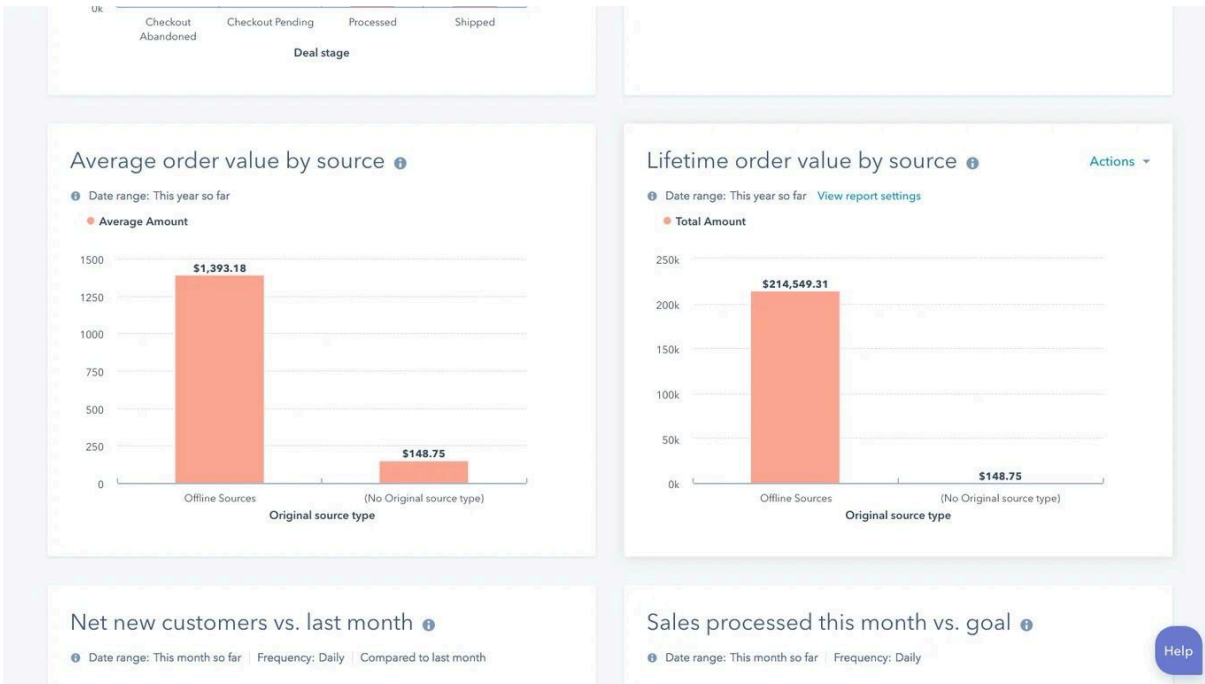 0k
Checkout Abandoned
Checkout Pending
Processed
Shipped
Deal stage
Average order value by source
Date range: This year so far
Average Amount
1500
1250
1000
750
500
250
0
$1,393.18
$148.75
Offline Sources
(No Original source type)
Original source type
Lifetime order value by source
Actions
Date range: This year so far View report settings
Total Amount
250k
200k
150k
100k
50k
0k
$214,549.31
$148.75
Offline Sources
(No Original source type)
Original source type
Net new customers vs. last month
Date range: This month so far | Frequency: Daily | Compared to last month
Sales processed this month vs. goal
Date range: This month so far | Frequency: Daily
Help